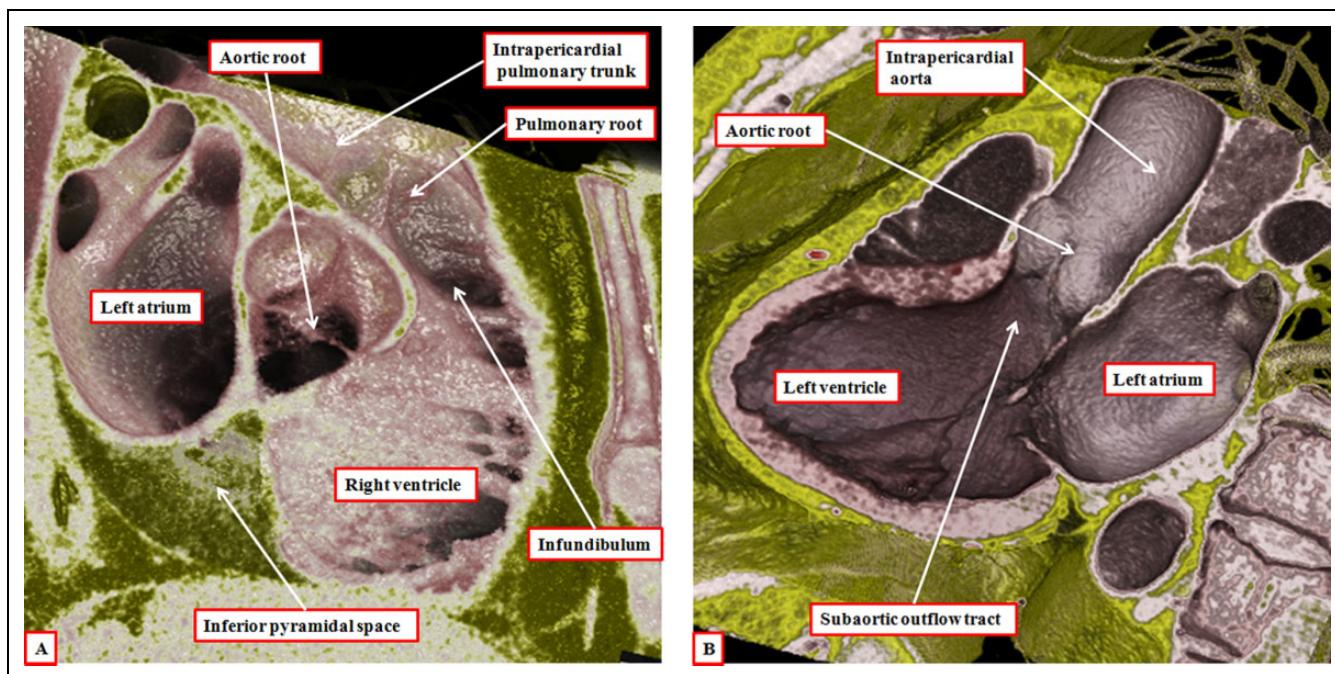 Aortic root
Intrapericardial
pulmonary trunk
Pulmonary root
Left atrium
Right ventricle
Infundibulum
Inferior pyramidal space
A
Intrapericardial
aorta
Aortic root
Left ventricle
Left atrium
Subaortic outflow tract
B